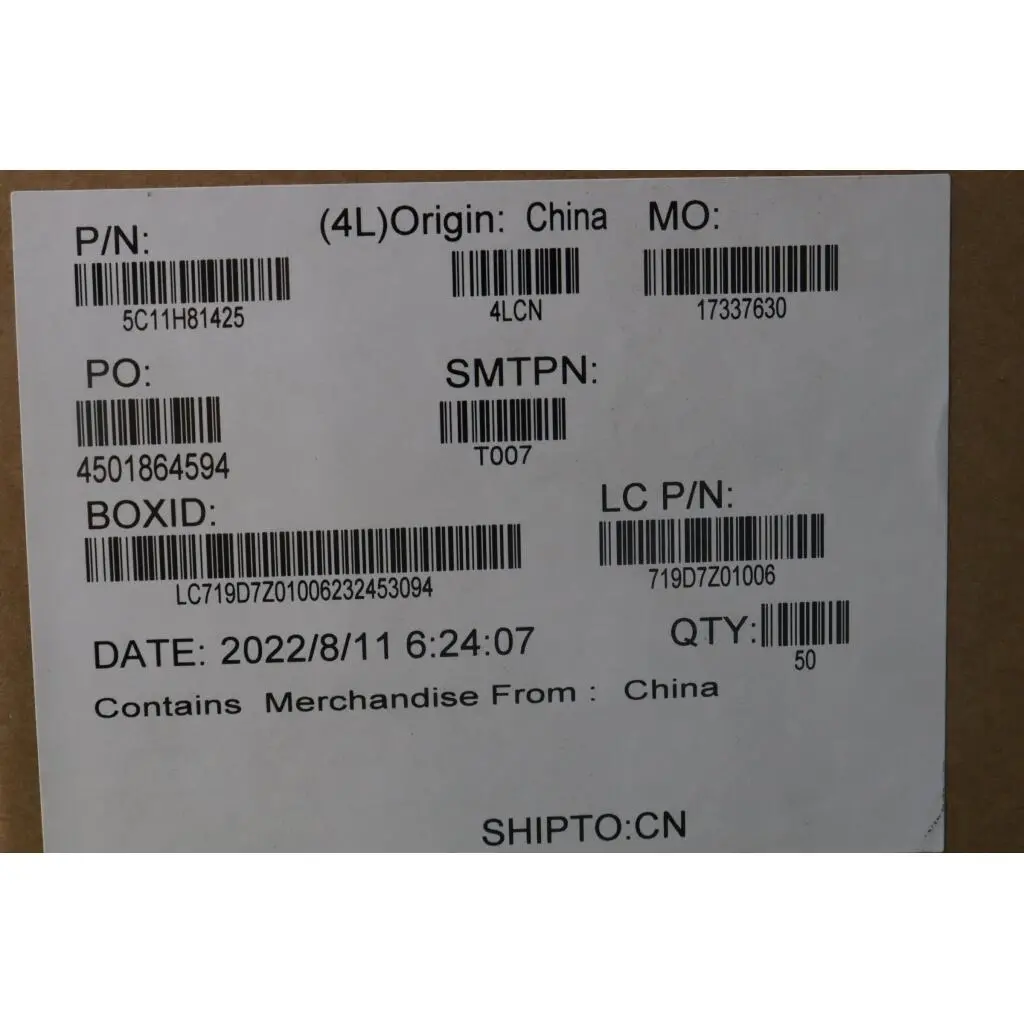 P/N: (4L)Origin: China MO:
5C11H81425 4LCN 17337630
PO: SMTPN:
4501864594 T007
BOXID: LC P/N:
LC719D7Z01006232453094 719D7Z01006
DATE: 2022/8/11 6:24:07 QTY:
50
Contains Merchandise From : China
SHIPTO:CN